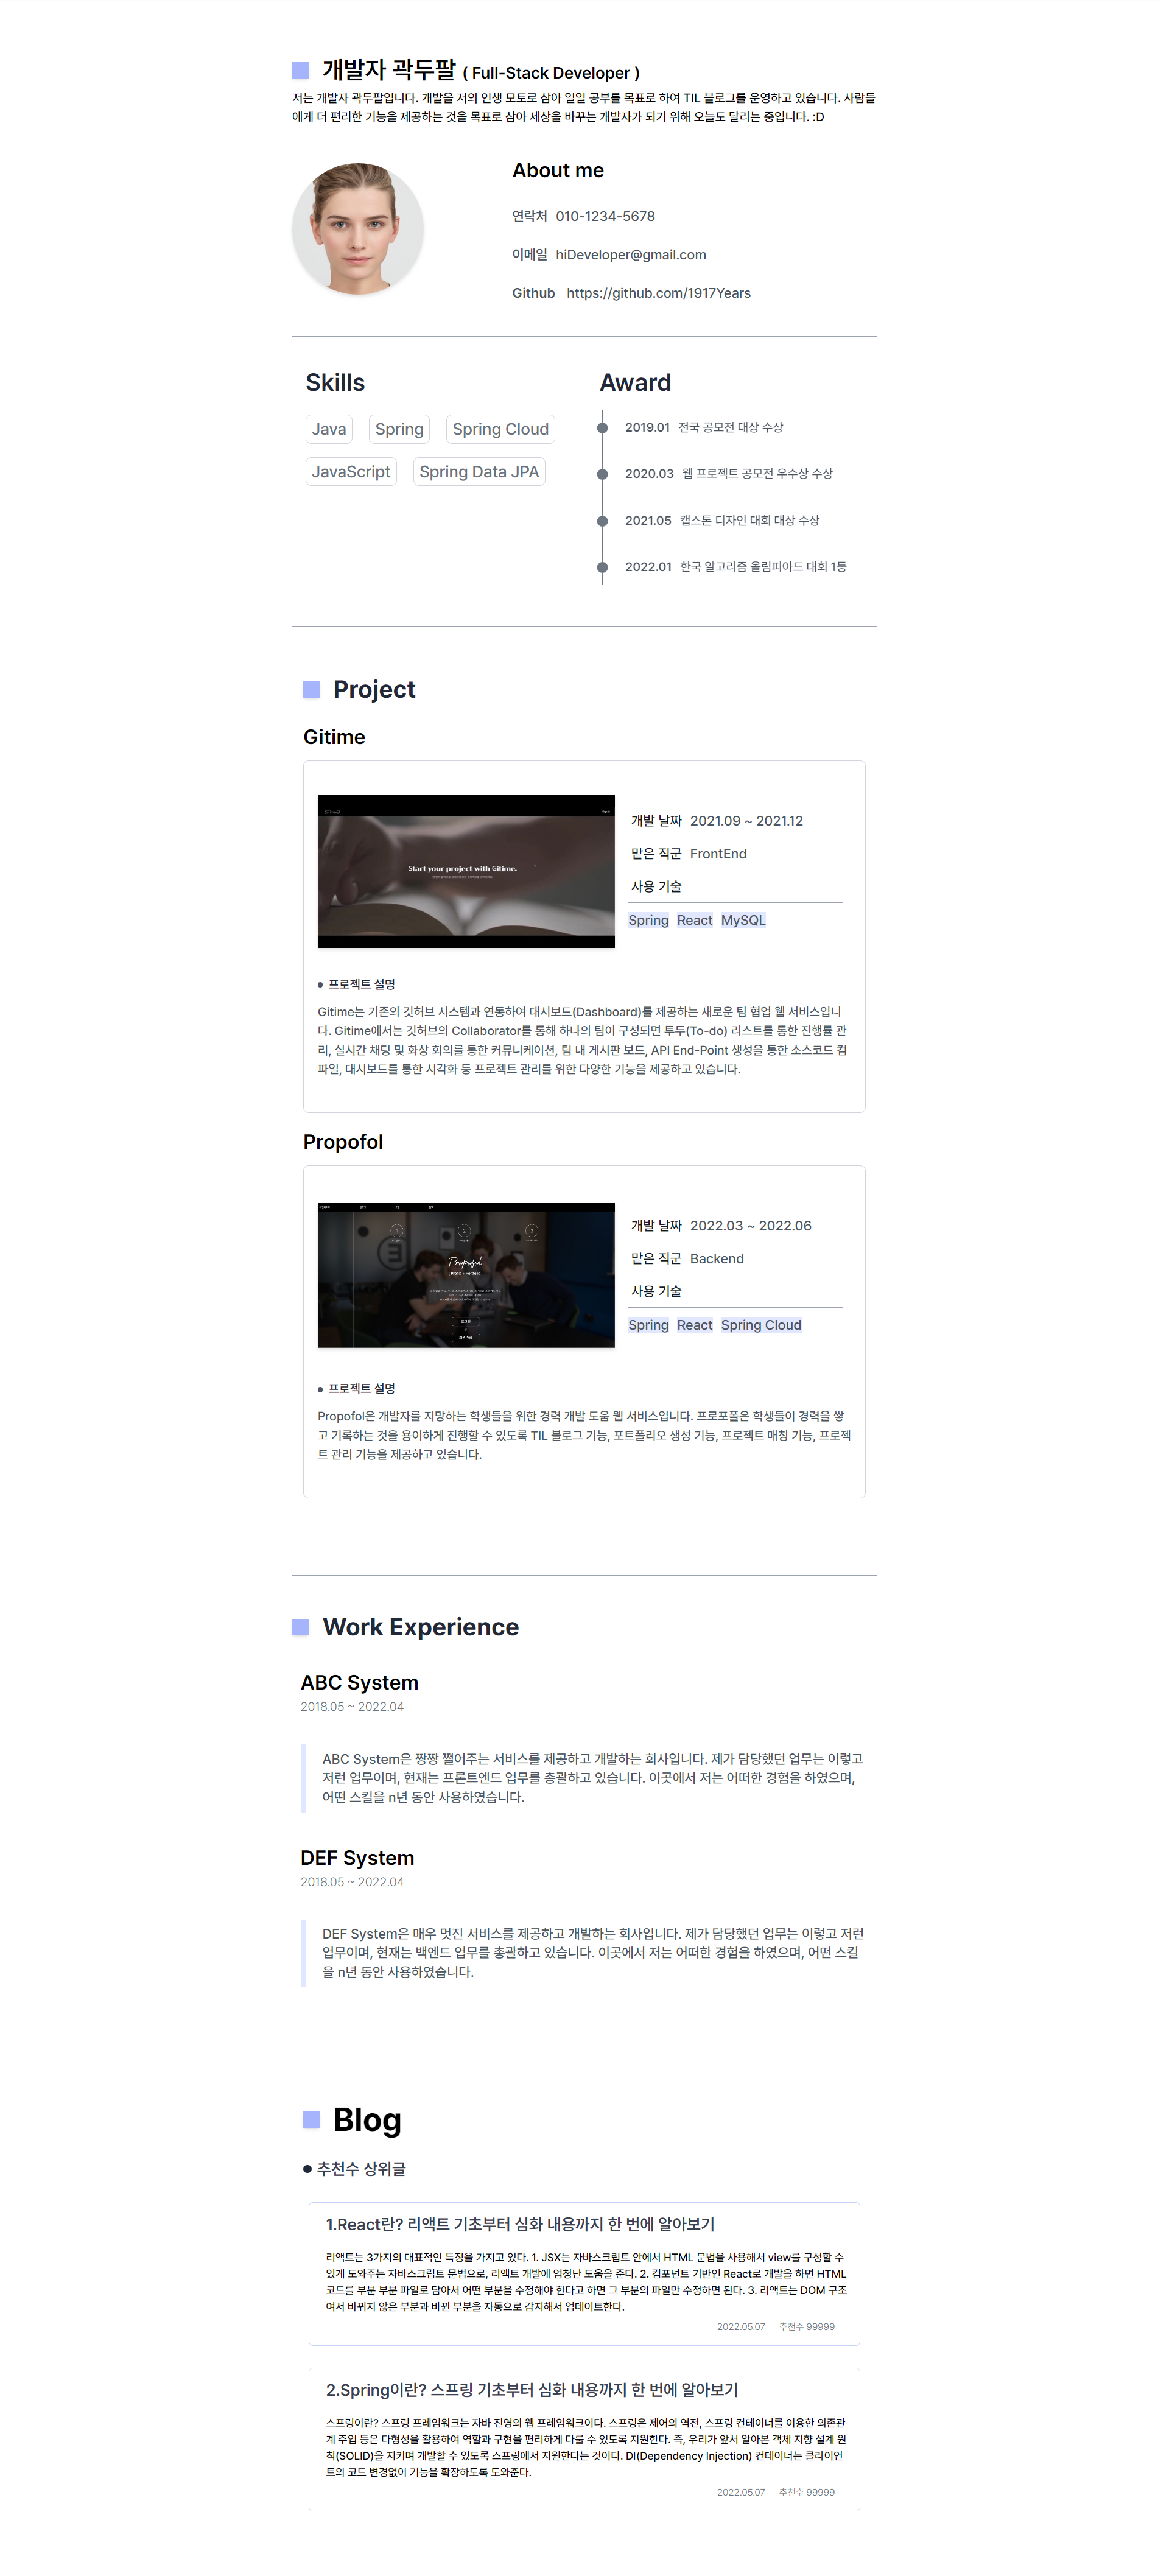 개발자 곽두팔 ( Full-Stack Developer )
저는 개발자 곽두팔입니다. 개발을 저의 인생 모토로 삼아 일일 공부를 목표로 하여 TIL 블로그를 운영하고 있습니다. 사람들
에게 더 편리한 기능을 제공하는 것을 목표로 삼아 세상을 바꾸는 개발자가 되기 위해 오늘도 달리는 중입니다. :D
About me
연락처 010-1234-5678
이메일 hiDeveloper@gmail.com
Github https://github.com/1917Years
Skills
Java Spring Spring Cloud
JavaScript Spring Data JPA
Award
2019.01 전국 공모전 대상 수상
2020.03 웹 프로젝트 공모전 우수상 수상
2021.05 캡스톤 디자인 대회 대상 수상
2022.01 한국 알고리즘 올림피아드 대회 1등
Project
Gitime
Start your project with Gitime.
개발 날짜 2021.09 ~ 2021.12
맡은 직군 FrontEnd
사용 기술
Spring React MySQL
프로젝트 설명
Gitime는 기존의 깃허브 시스템과 연동하여 대시보드(Dashboard)를 제공하는 새로운 팀 협업 웹 서비스입니
다. Gitime에서는 깃허브의 Collaborator를 통해 하나의 팀이 구성되면 투두(To-do) 리스트를 통한 진행률 관
리, 실시간 채팅 및 화상 회의를 통한 커뮤니케이션, 팀 내 게시판 보드, API End-Point 생성을 통한 소스코드 컴
파일, 대시보드를 통한 시각화 등 프로젝트 관리를 위한 다양한 기능을 제공하고 있습니다.
Propofol
Propofol
개발 날짜 2022.03 ~ 2022.06
맡은 직군 Backend
사용 기술
Spring React Spring Cloud
프로젝트 설명
Propofol은 개발자를 지망하는 학생들을 위한 경력 개발 도움 웹 서비스입니다. 프로포폴은 학생들이 경력을 쌓
고 기록하는 것을 용이하게 진행할 수 있도록 TIL 블로그 기능, 포트폴리오 생성 기능, 프로젝트 매칭 기능, 프로젝
트 관리 기능을 제공하고 있습니다.
Work Experience
ABC System
2018.05 ~ 2022.04
ABC System은 짱짱 쩔어주는 서비스를 제공하고 개발하는 회사입니다. 제가 담당했던 업무는 이렇고
저런 업무이며, 현재는 프론트엔드 업무를 총괄하고 있습니다. 이곳에서 저는 어떠한 경험을 하였으며,
어떤 스킬을 n년 동안 사용하였습니다.
DEF System
2018.05 ~ 2022.04
DEF System은 매우 멋진 서비스를 제공하고 개발하는 회사입니다. 제가 담당했던 업무는 이렇고 저런
업무이며, 현재는 백엔드 업무를 총괄하고 있습니다. 이곳에서 저는 어떠한 경험을 하였으며, 어떤 스킬
을 n년 동안 사용하였습니다.
Blog
추천수 상위글
1.React란? 리액트 기초부터 심화 내용까지 한 번에 알아보기
리액트는 3가지의 대표적인 특징을 가지고 있다. 1. JSX는 자바스크립트 안에서 HTML 문법을 사용해서 view를 구성할 수
있게 도와주는 자바스크립트 문법으로, 리액트 개발에 엄청난 도움을 준다. 2. 컴포넌트 기반인 React로 개발을 하면 HTML
코드를 부분 부분 파일로 담아서 어떤 부분을 수정해야 한다고 하면 그 부분의 파일만 수정하면 된다. 3. 리액트는 DOM 구조
여서 바뀌지 않은 부분과 바뀐 부분을 자동으로 감지해서 업데이트한다.
2022.05.07 추천수 99999
2.Spring이란? 스프링 기초부터 심화 내용까지 한 번에 알아보기
스프링이란? 스프링 프레임워크는 자바 진영의 웹 프레임워크이다. 스프링은 제어의 역전, 스프링 컨테이너를 이용한 의존관
계 주입 등은 다형성을 활용하여 역할과 구현을 편리하게 다룰 수 있도록 지원한다. 즉, 우리가 앞서 알아본 객체 지향 설계 원
칙(SOLID)을 지키며 개발할 수 있도록 스프링에서 지원한다는 것이다. DI(Dependency Injection) 컨테이너는 클라이언
트의 코드 변경없이 기능을 확장하도록 도와준다.
2022.05.07 추천수 99999